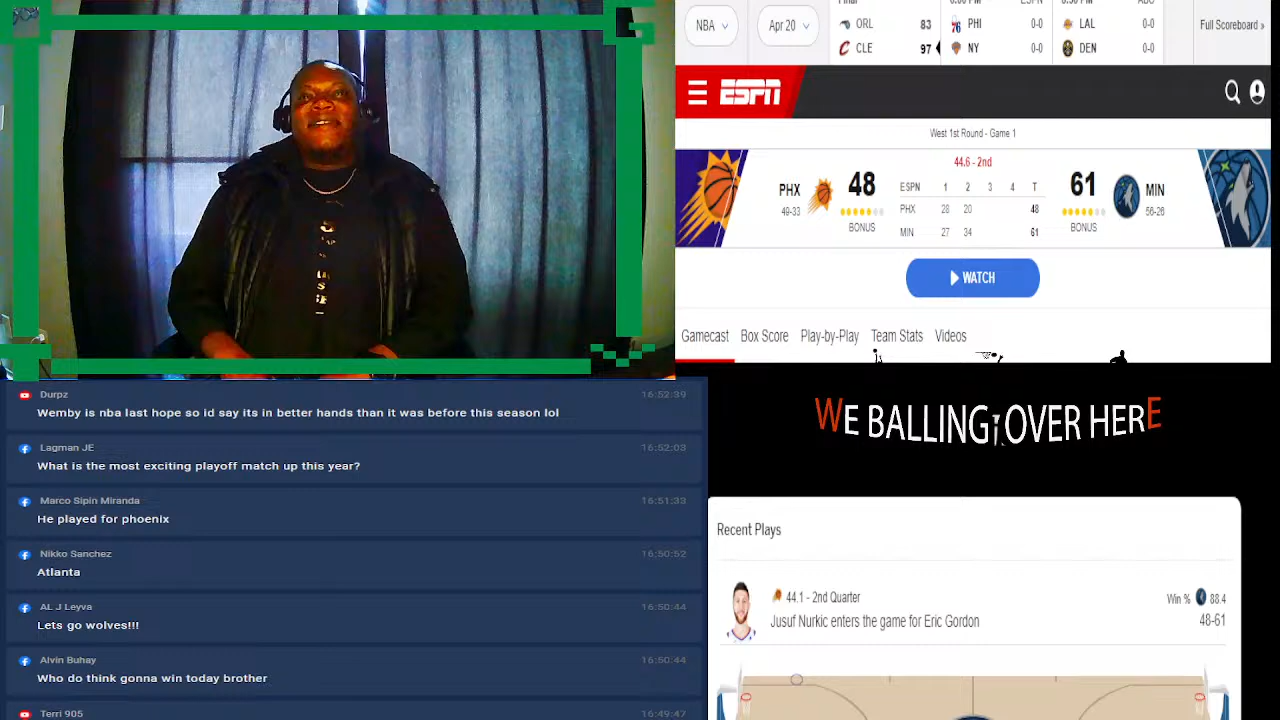 NBA
Apr 20
ORL 83
CLE 97
PHI 0-0
NY 0-0
LAL 0-0
DEN 0-0
Full Scoreboard »
ESPN
West 1st Round - Game 1
44.6 - 2nd
PHX 48
49-33
BONUS
ESPN 1 2 3 4 T
PHX 28 20 48
MIN 27 34 61
61 MIN
56-26
BONUS
WATCH
Gamecast Box Score Play-by-Play Team Stats Videos
Durpz 16:52:39
Wemby is nba last hope so id say its in better hands than it was before this season lol
Lagman JE 16:52:03
What is the most exciting playoff match up this year?
Marco Sipin Miranda 16:51:33
He played for phoenix
Nikko Sanchez 16:50:52
Atlanta
AL J Leyva 16:50:44
Lets go wolves!!!
Alvin Buhay 16:50:44
Who do think gonna win today brother
Terri 905 16:49:47
WE BALLING OVER HERE
Recent Plays
44.1 - 2nd Quarter
Jusuf Nurkic enters the game for Eric Gordon
Win % 88.4
48-61